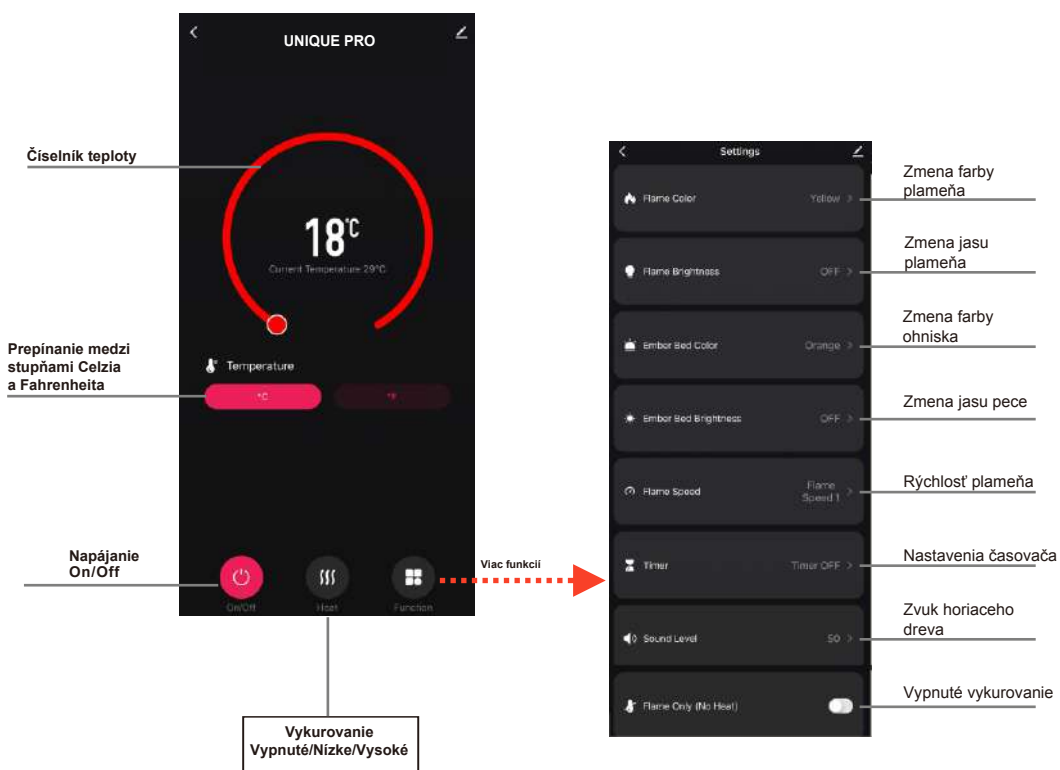 UNIQUE PRO
Číselník teploty
18°C
Current Temperature 29°C
Prepínanie medzi
stupňami Celzia
a Fahrenheita
Temperature
°C
°F
Napájanie
On/Off
On/Off
Heat
Function
Viac funkcií
Vykurovanie
Vypnuté/Nízke/Vysoké
Settings
Flame Color
Yellow
Zmena farby
plameňa
Flame Brightness
OFF
Zmena jasu
plameňa
Ember Bed Color
Orange
Zmena farby
ohniska
Ember Bed Brightness
OFF
Zmena jasu pece
Flame Speed
Flame
Speed 1
Rýchlosť plameňa
Timer
Timer OFF
Nastavenia časovača
Sound Level
50
Zvuk horiaceho
dreva
Flame Only (No Heat)
Vypnuté vykurovanie